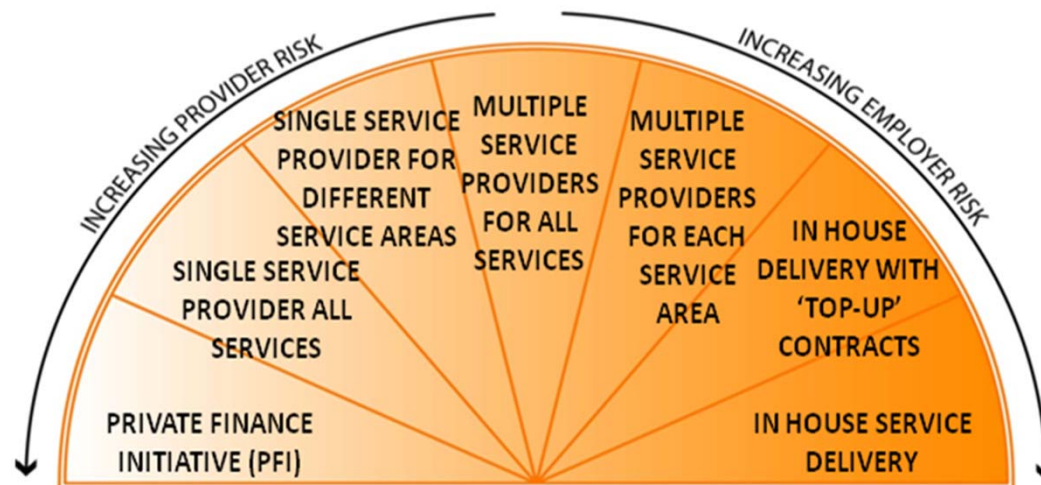 INCREASING PROVIDER RISK
INCREASING EMPLOYER RISK
PRIVATE FINANCE
INITIATIVE (PFI)
SINGLE SERVICE
PROVIDER ALL
SERVICES
SINGLE SERVICE
PROVIDER FOR
DIFFERENT
SERVICE AREAS
MULTIPLE
SERVICE
PROVIDERS
FOR ALL
SERVICES
MULTIPLE
SERVICE
PROVIDERS
FOR EACH
SERVICE
AREA
IN HOUSE
DELIVERY WITH
‘TOP-UP’
CONTRACTS
IN HOUSE SERVICE
DELIVERY